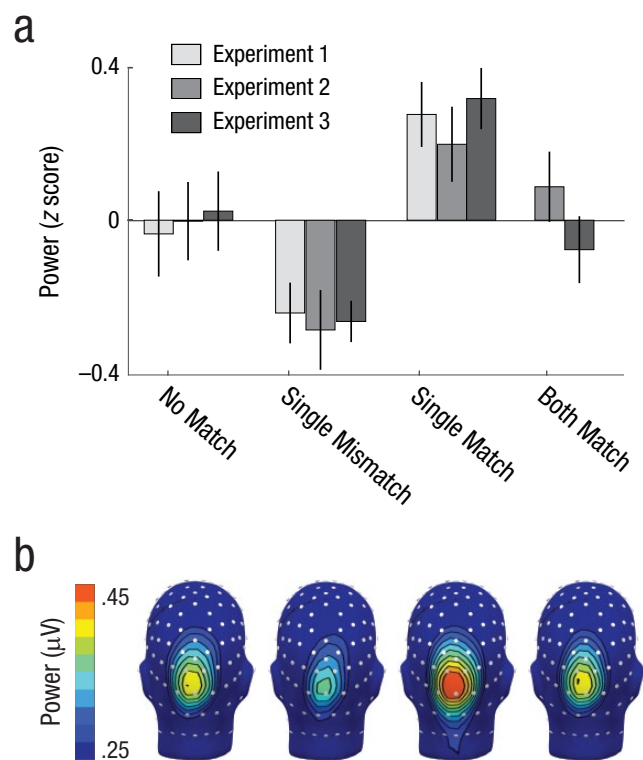 a
Experiment 1
Experiment 2
Experiment 3
Power (z score)
0.4
0
–0.4
No Match
Single Mismatch
Single Match
Both Match
b
Power (μV)
.45
.25